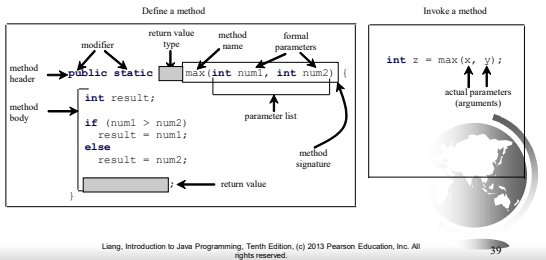 Define a method
Invoke a method
modifier
return value
type
method
name
formal
parameters
method
header
public static max(int num1, int num2) {
method
body
int result;
parameter list
if (num1 > num2)
result = num1;
else
result = num2;
method
signature
;
return value
}
int z = max(x, y);
actual parameters
(arguments)
Liang, Introduction to Java Programming, Tenth Edition, (c) 2013 Pearson Education, Inc. All
rights reserved.
39